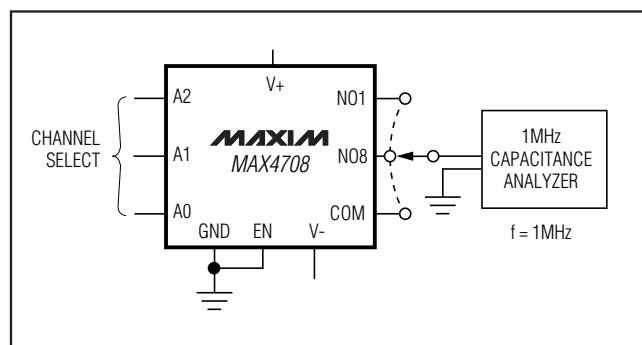 V+
A2
NO1
CHANNEL
SELECT
MAXIM
MAX4708
A1
NO8
1MHz
CAPACITANCE
ANALYZER
A0
COM
GND
EN
V-
f = 1MHz